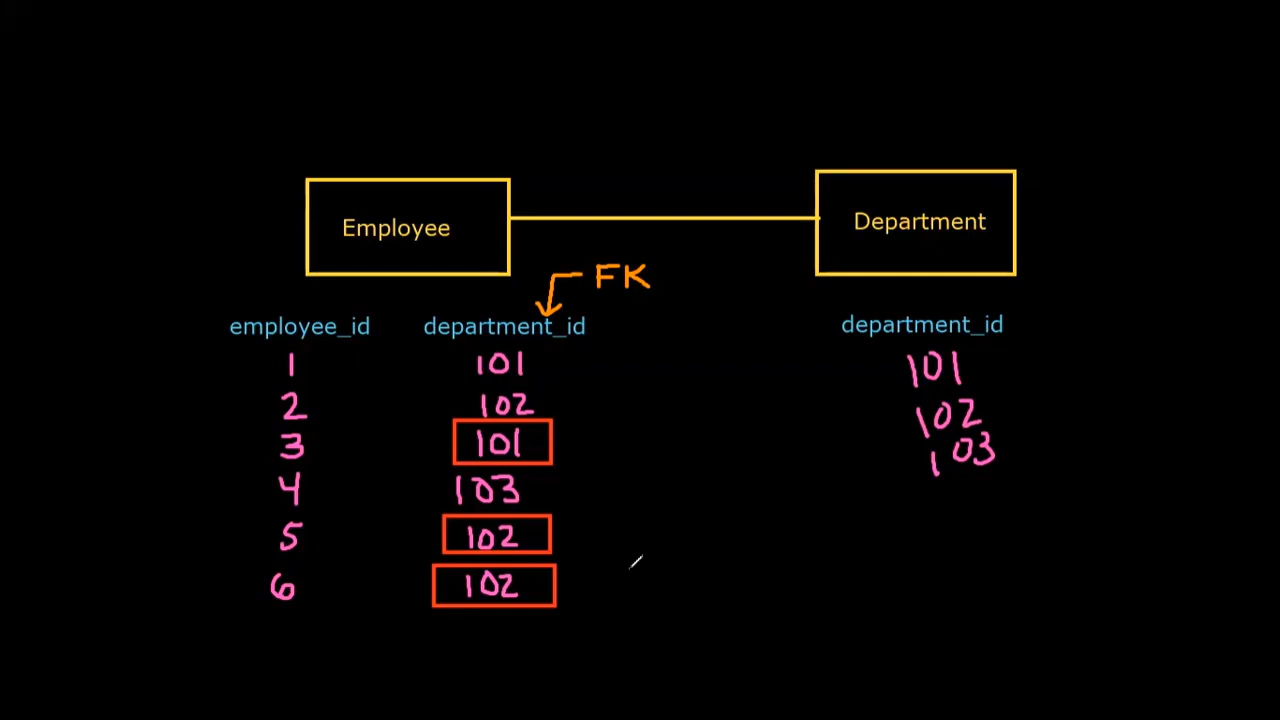 Employee Department
FK
employee_id department_id department_id
1 101 101
2 102 102
3 101 103
4 103
5 102
6 102